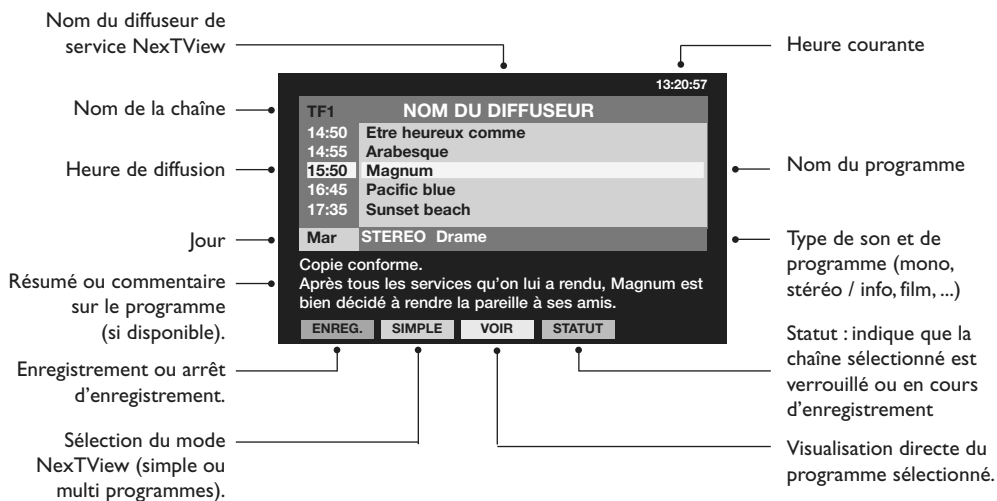 Nom du diffuseur de
service NexTView
Heure courante
13:20:57
Nom de la chaîne
TF1 NOM DU DIFFUSEUR
14:50 Etre heureux comme
14:55 Arabesque
Heure de diffusion
15:50 Magnum
Nom du programme
16:45 Pacific blue
17:35 Sunset beach
Jour
Mar STEREO Drame
Type de son et de
programme (mono,
stéréo / info, film, ...)
Résumé ou commentaire
sur le programme
(si disponible).
Copie conforme.
Après tous les services qu'on lui a rendu, Magnum est
bien décidé à rendre la pareille à ses amis.
ENREG. SIMPLE VOIR STATUT
Statut : indique que la
chaîne sélectionné est
verrouillé ou en cours
d'enregistrement
Enregistrement ou arrêt
d'enregistrement.
Sélection du mode
NexTView (simple ou
multi programmes).
Visualisation directe du
programme sélectionné.